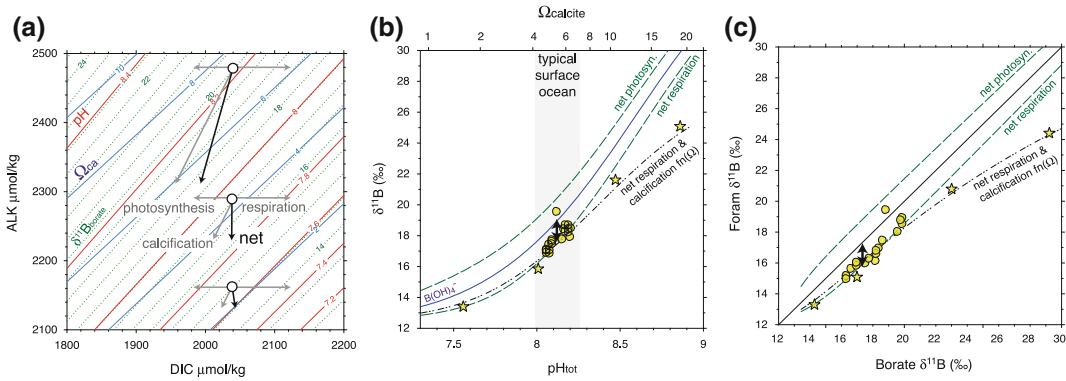 (a)
ALK μmol/kg
2500
2400
2300
2200
2100
1800
1900
2000
2100
2200
DIC μmol/kg
24
22
20
18
16
14
10
8
6
4
2
8.4
8.2
8
7.8
7.6
7.4
7.2
pH
Ωca
δ¹¹Bborate
photosynthesis
respiration
calcification
net
(b)
Ωcalcite
1
2
4
6
10
20
δ¹¹B (‰)
30
28
26
24
22
20
18
16
14
12
7.5
8
8.5
9
pHtot
typical
surface
ocean
net photosyn.
net respiration
net respiration &
calcification fn(Ω)
B(OH)₄⁻
(c)
Foram δ¹¹B (‰)
30
28
26
24
22
20
18
16
14
12
12
14
16
18
20
22
24
26
28
30
Borate δ¹¹B (‰)
net photosyn.
net respiration
net respiration &
calcification fn(Ω)